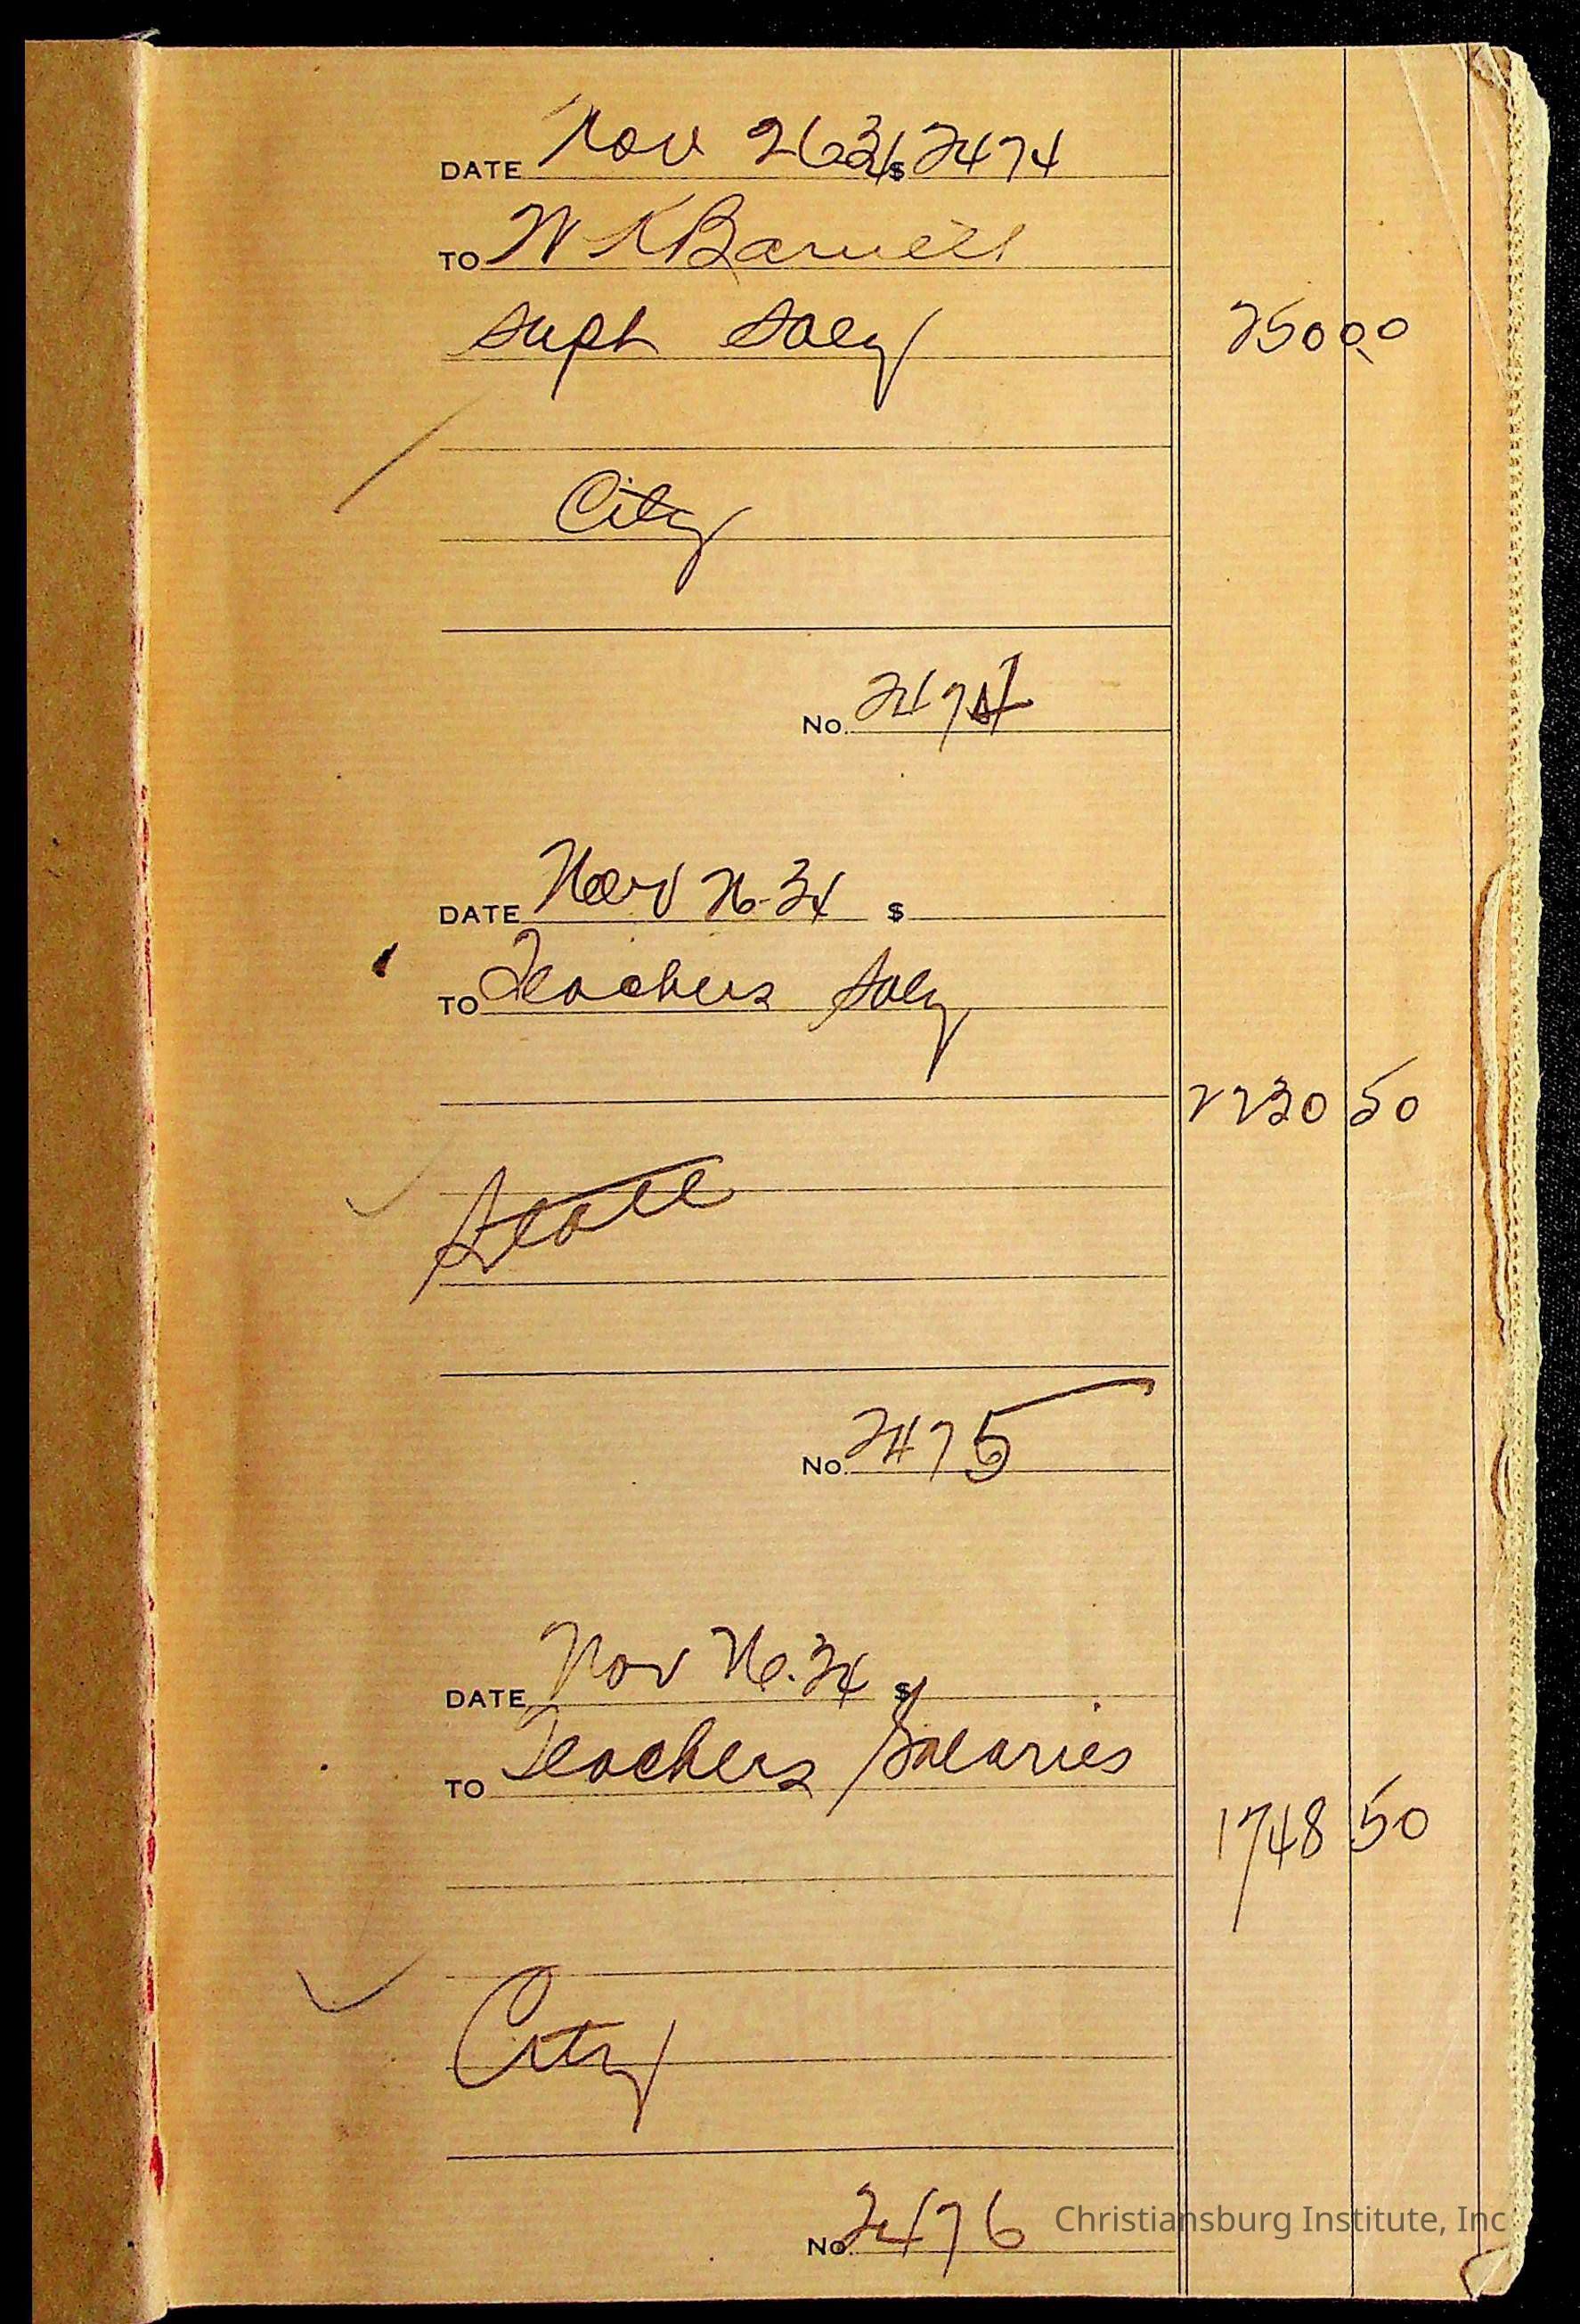 DATE Nov 26 34 $ 2474
TO W K Barnett
Supt Saly 250 00
City
No. 2474
DATE Nov 26-34 $
TO Teachers Saly
2230 50
State
No. 2475
DATE Nov 26.34 $
TO Teachers Salaries
1748 50
City
No. 2476
Christiansburg Institute, Inc